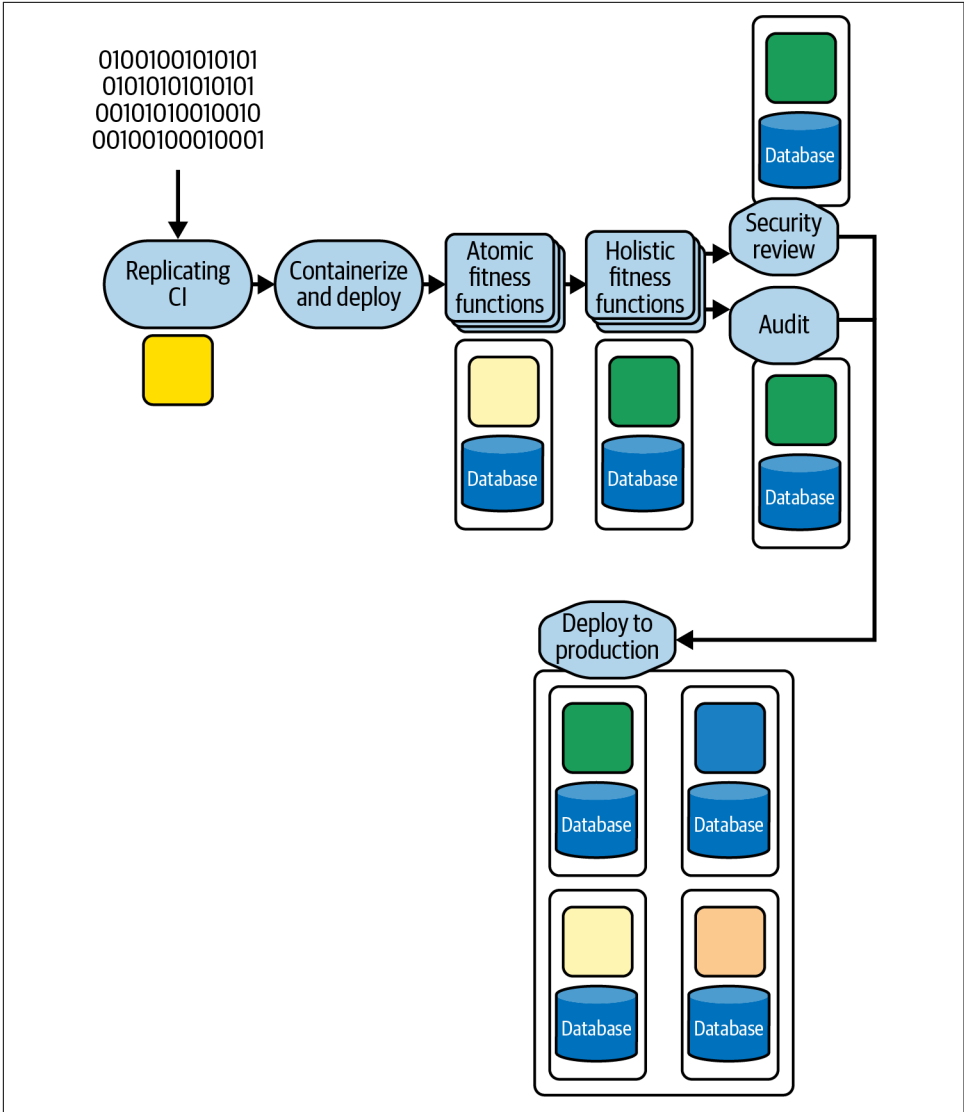 01001001010101
01010101010101
00101010010010
00100100010001
Database
Security
review
Replicating
CI
Containerize
and deploy
Atomic
fitness
functions
Holistic
fitness
functions
Audit
Database
Database
Database
Deploy to
production
Database
Database
Database
Database